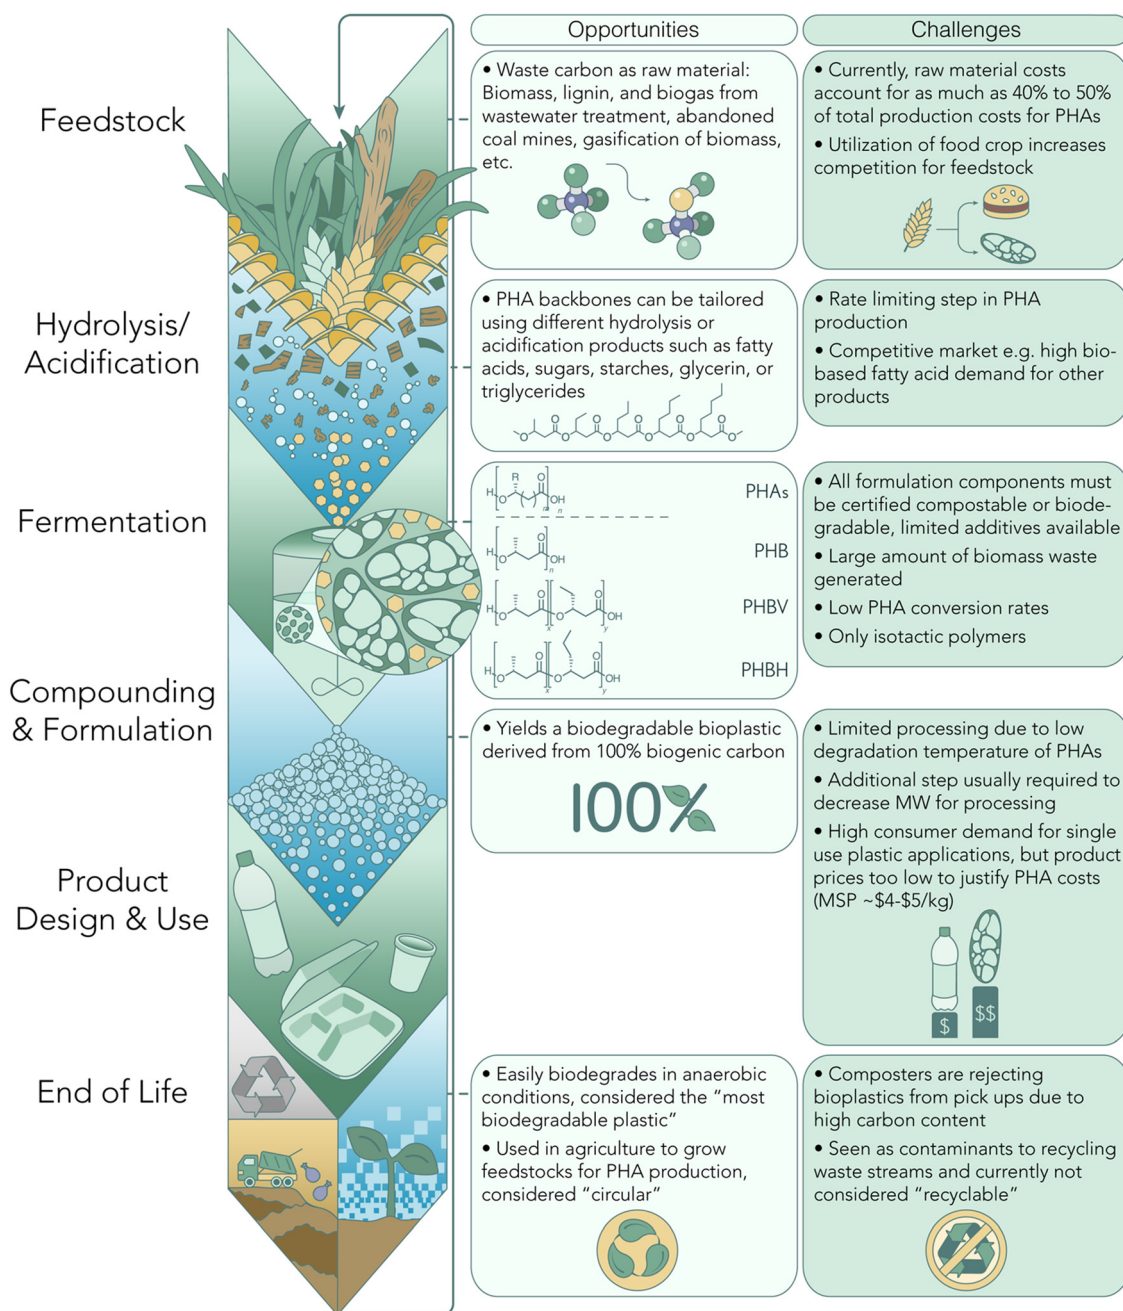 Opportunities
Challenges
Feedstock
• Waste carbon as raw material:
Biomass, lignin, and biogas from
wastewater treatment, abandoned
coal mines, gasification of biomass,
etc.
• Currently, raw material costs
account for as much as 40% to 50%
of total production costs for PHAs
• Utilization of food crop increases
competition for feedstock
Hydrolysis/
Acidification
• PHA backbones can be tailored
using different hydrolysis or
acidification products such as fatty
acids, sugars, starches, glycerin, or
triglycerides
O O O O O
O O O O O O
• Rate limiting step in PHA
production
• Competitive market e.g. high bio-
based fatty acid demand for other
products
Fermentation
R O
H O m OH
n
PHAs
O
H O OH
n
PHB
O O
H O O OH
x y
PHBV
O O
H O O OH
x y
PHBH
• All formulation components must
be certified compostable or biode-
gradable, limited additives available
• Large amount of biomass waste
generated
• Low PHA conversion rates
• Only isotactic polymers
Compounding
& Formulation
• Yields a biodegradable bioplastic
derived from 100% biogenic carbon
100%
• Limited processing due to low
degradation temperature of PHAs
• Additional step usually required to
decrease MW for processing
• High consumer demand for single
use plastic applications, but product
prices too low to justify PHA costs
(MSP ~$4-$5/kg)
$
$$
Product
Design & Use
End of Life
• Easily biodegrades in anaerobic
conditions, considered the “most
biodegradable plastic”
• Used in agriculture to grow
feedstocks for PHA production,
considered “circular”
• Composters are rejecting
bioplastics from pick ups due to
high carbon content
• Seen as contaminants to recycling
waste streams and currently not
considered “recyclable”